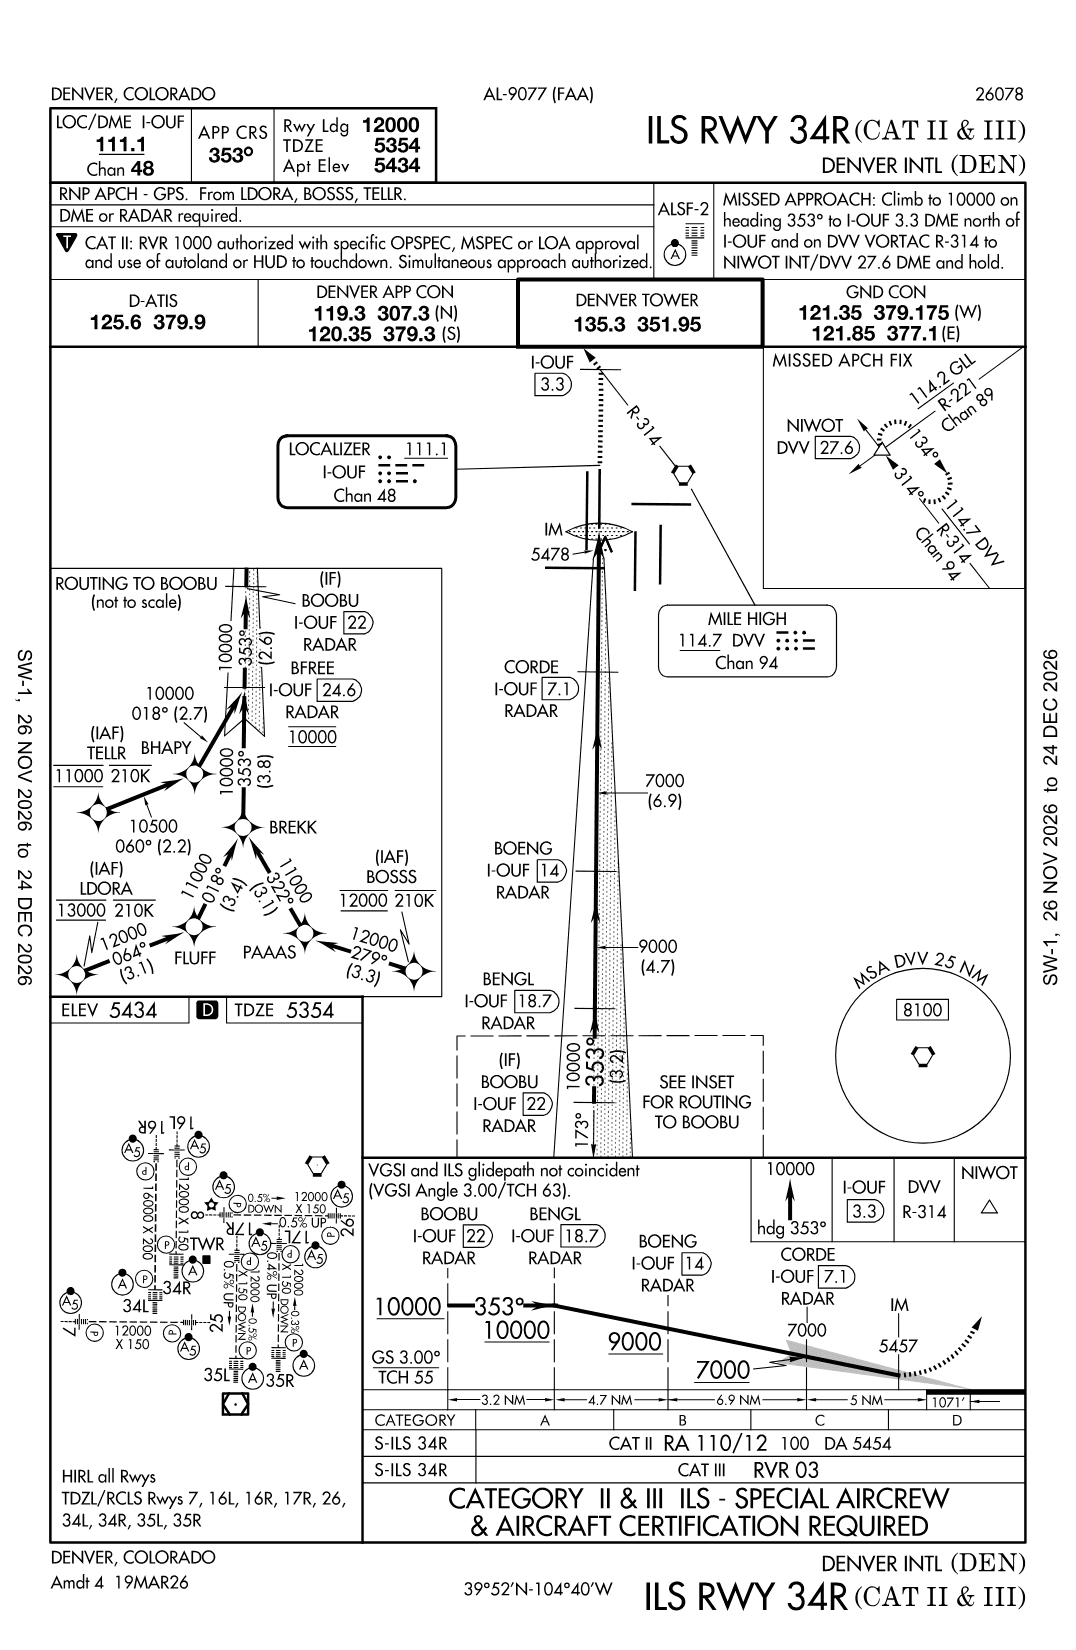 DENVER, COLORADO
AL-9077 (FAA)
26078
LOC/DME I-OUF
111.1
Chan 48
APP CRS
353°
Rwy Ldg 12000
TDZE 5354
Apt Elev 5434
ILS RWY 34R (CAT II & III)
DENVER INTL (DEN)
RNP APCH - GPS. From LDORA, BOSSS, TELLR.
DME or RADAR required.
T CAT II: RVR 1000 authorized with specific OPSPEC, MSPEC or LOA approval
and use of autoland or HUD to touchdown. Simultaneous approach authorized.
ALSF-2
A
MISSED APPROACH: Climb to 10000 on
heading 353° to I-OUF 3.3 DME north of
I-OUF and on DVV VORTAC R-314 to
NIWOT INT/DVV 27.6 DME and hold.
D-ATIS
125.6 379.9
DENVER APP CON
119.3 307.3 (N)
120.35 379.3 (S)
DENVER TOWER
135.3 351.95
GND CON
121.35 379.175 (W)
121.85 377.1 (E)
I-OUF
3.3
R-314
LOCALIZER 111.1
I-OUF
Chan 48
MISSED APCH FIX
114.2 GLL
R-221
Chan 89
NIWOT
DVV 27.6
134°
314°
114.7 DVV
R-314
Chan 94
IM
5478
MILE HIGH
114.7 DVV
Chan 94
ROUTING TO BOOBU
(not to scale)
(IF)
BOOBU
I-OUF 22
RADAR
10000
353°
(2.6)
BFREE
I-OUF 24.6
RADAR
10000
10000
018° (2.7)
(IAF)
TELLR
11000 210K
BHAPY
10000
353°
(3.8)
10500
060° (2.2)
BREKK
(IAF)
LDORA
13000 210K
11000
018°
(3.4)
11000
322°
(3.1)
(IAF)
BOSSS
12000 210K
12000
064°
(3.1)
FLUFF
PAAAS
12000
279°
(3.3)
CORDE
I-OUF 7.1
RADAR
7000
(6.9)
BOENG
I-OUF 14
RADAR
9000
(4.7)
BENGL
I-OUF 18.7
RADAR
(IF)
BOOBU
I-OUF 22
RADAR
10000
353°
(3.2)
173°
SEE INSET
FOR ROUTING
TO BOOBU
MSA DVV 25 NM
8100
SW-1, 26 NOV 2026 to 24 DEC 2026
SW-1, 26 NOV 2026 to 24 DEC 2026
ELEV 5434
D
TDZE 5354
16R
16L
A5
A5
P
P
16000 X 200
12000 X 150
8
A5
P
0.5%
DOWN
12000
X 150
A5
0.5% UP
P
26
17R
17L
A5
A5
TWR
P
A
34R
A
P
34L
P
P
0.5% UP
12000
X 150
0.5%
DOWN
0.4% UP
12000
X 150
0.3%
DOWN
A5
7
P
12000
X 150
P
25
A5
P
P
35L
A
35R
A
HIRL all Rwys
TDZL/RCLS Rwys 7, 16L, 16R, 17R, 26,
34L, 34R, 35L, 35R
VGSI and ILS glidepath not coincident
(VGSI Angle 3.00/TCH 63).
10000
hdg 353°
I-OUF
3.3
DVV
R-314
NIWOT
BOOBU
I-OUF 22
RADAR
BENGL
I-OUF 18.7
RADAR
BOENG
I-OUF 14
RADAR
CORDE
I-OUF 7.1
RADAR
IM
10000
353°
10000
9000
7000
7000
5457
GS 3.00°
TCH 55
3.2 NM
4.7 NM
6.9 NM
5 NM
1071'
CATEGORY A B C D
S-ILS 34R CAT II RA 110/12 100 DA 5454
S-ILS 34R CAT III RVR 03
CATEGORY II & III ILS - SPECIAL AIRCREW
& AIRCRAFT CERTIFICATION REQUIRED
DENVER, COLORADO
Amdt 4 19MAR26
39°52'N-104°40'W
DENVER INTL (DEN)
ILS RWY 34R (CAT II & III)